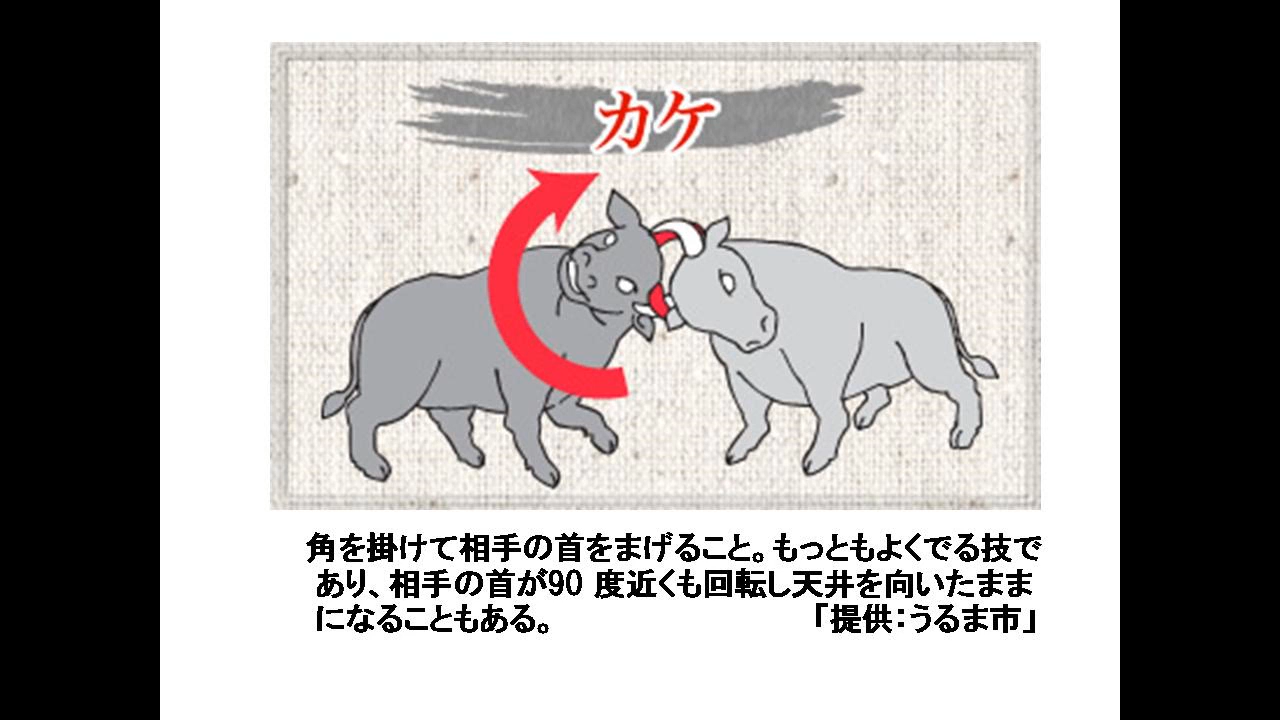 カケ
角を掛けて相手の首をまげること。もっともよくでる技で
あり、相手の首が90 度近くも回転し天井を向いたまま
になることもある。 「提供：うるま市」